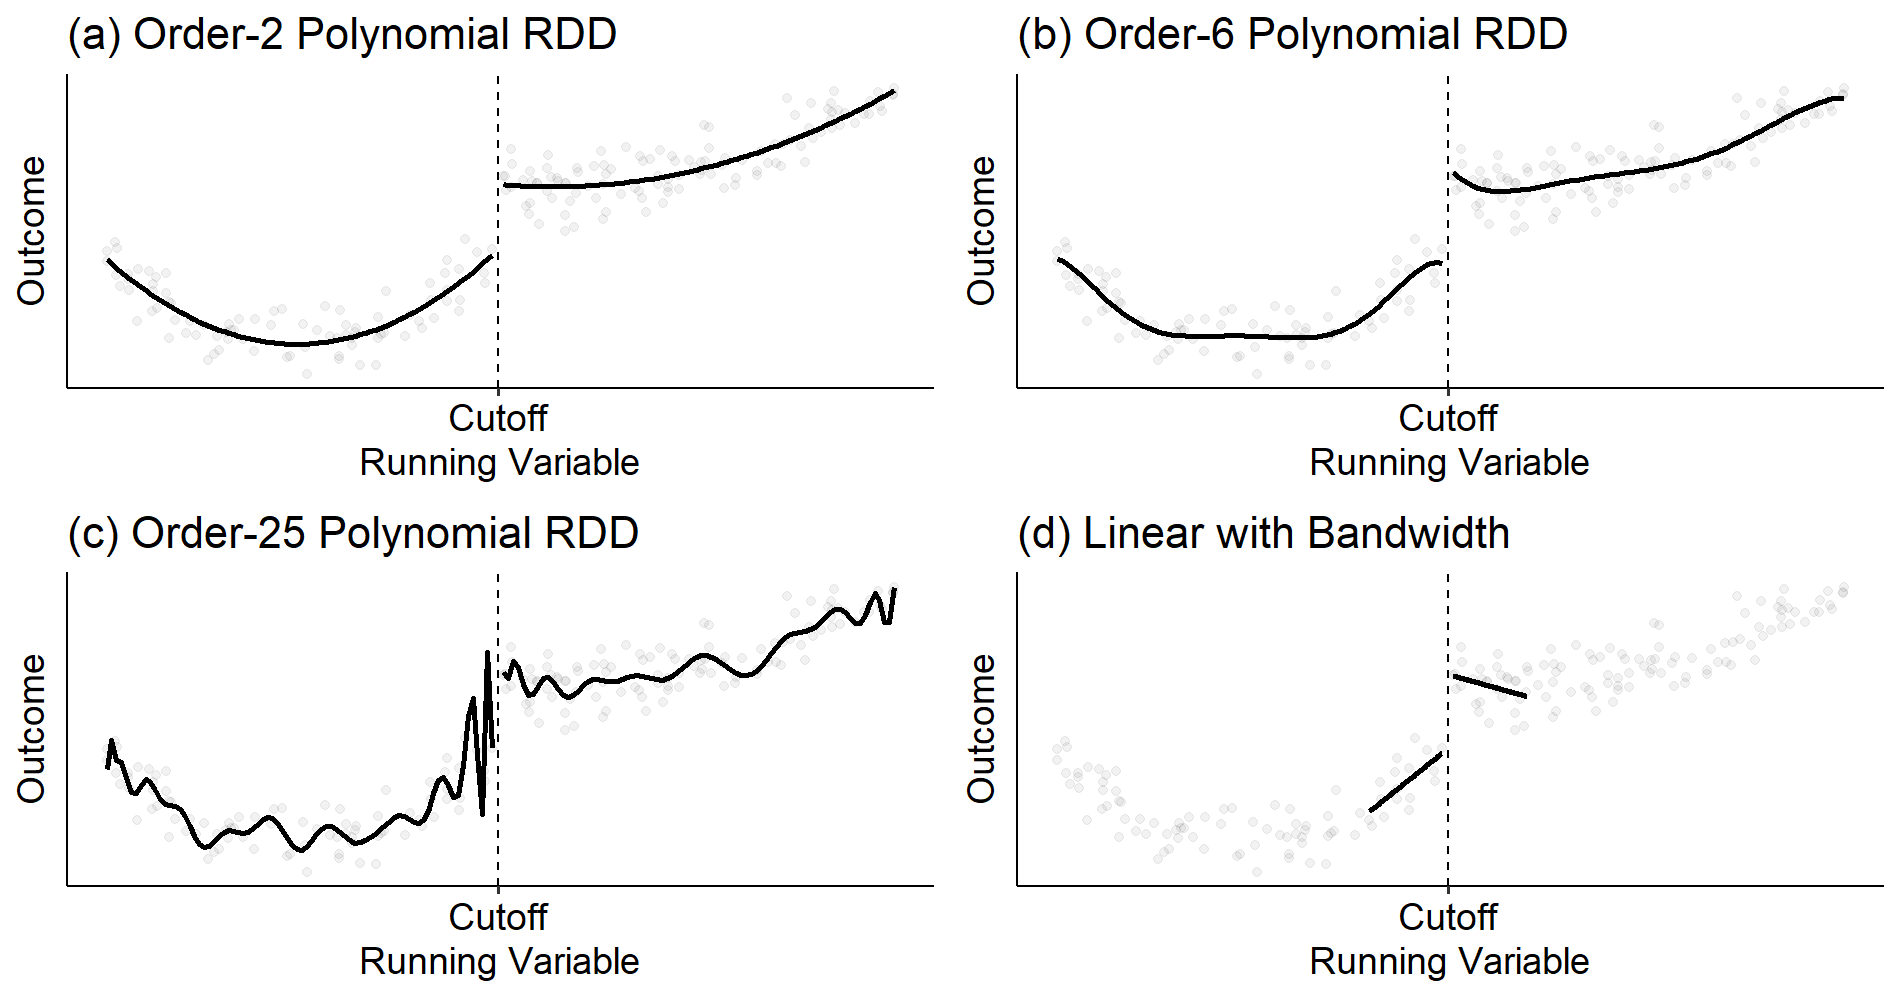 (a) Order-2 Polynomial RDD
Outcome
Cutoff
Running Variable
(b) Order-6 Polynomial RDD
Outcome
Cutoff
Running Variable
(c) Order-25 Polynomial RDD
Outcome
Cutoff
Running Variable
(d) Linear with Bandwidth
Outcome
Cutoff
Running Variable